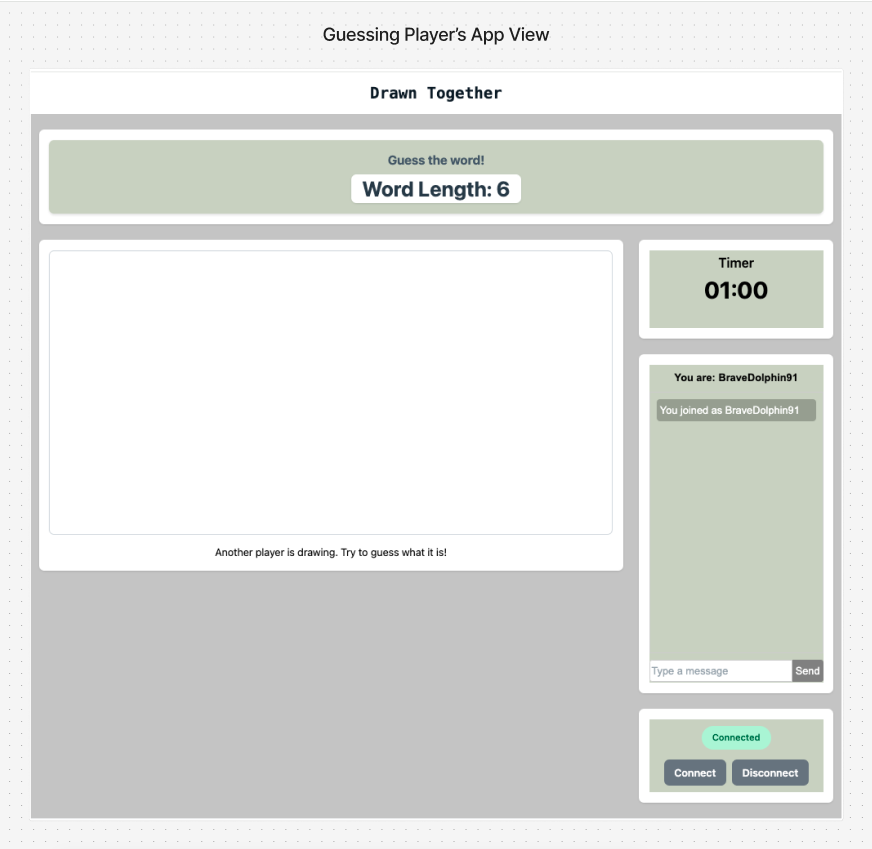 Guessing Player's App View
Drawn Together
Guess the word!
Word Length: 6
Timer
01:00
Another player is drawing. Try to guess what it is!
You are: BraveDolphin91
You joined as BraveDolphin91
Type a message
Send
Connected
Connect
Disconnect